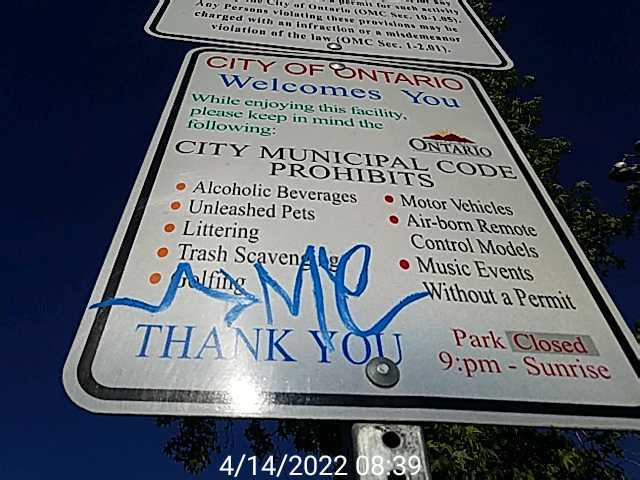 Any Persons violating these provisions may be
charged with an infraction or a misdemeanor
violation of the law (OMC Sec. 1-2.01).
CITY OF ONTARIO
Welcomes You
While enjoying this facility,
please keep in mind the
following:
ONTARIO
CITY MUNICIPAL CODE
PROHIBITS
• Alcoholic Beverages
• Unleashed Pets
• Littering
• Trash Scavenging
• Golfing
• Motor Vehicles
• Air-born Remote
Control Models
• Music Events
Without a Permit
THANK YOU
Park Closed
9:pm - Sunrise
4/14/2022 08:39